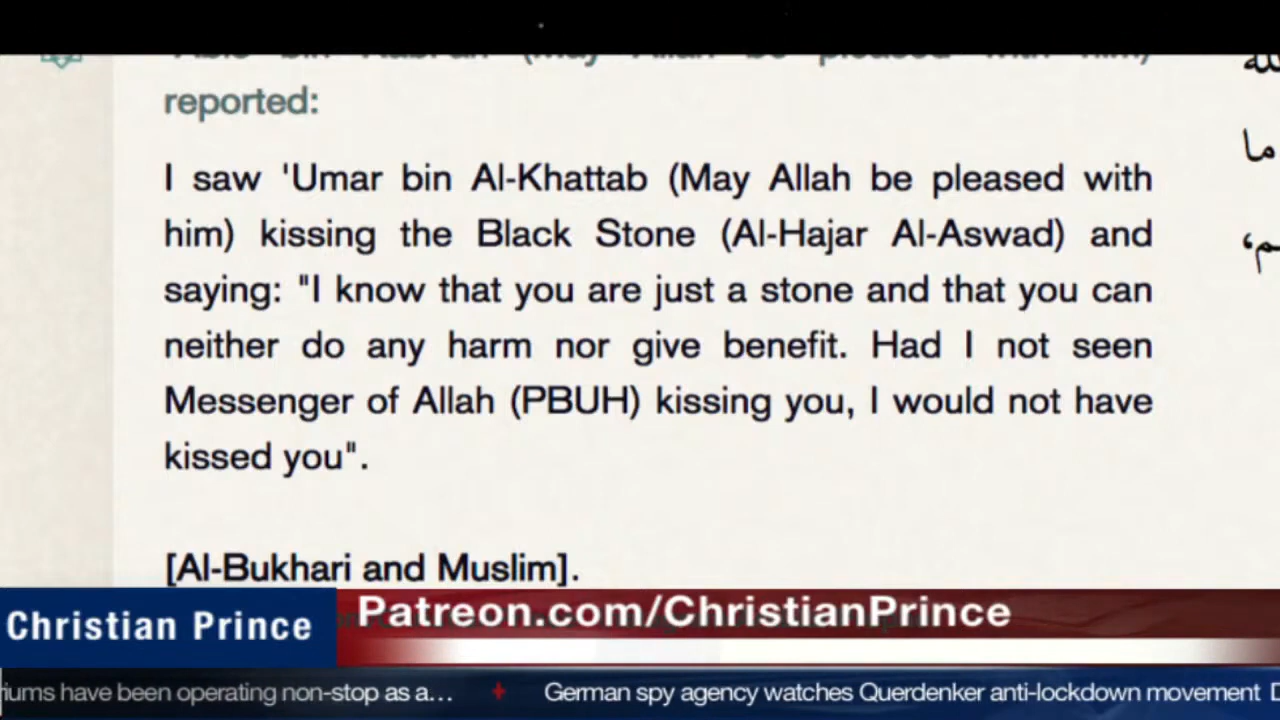 reported:
I saw 'Umar bin Al-Khattab (May Allah be pleased with
him) kissing the Black Stone (Al-Hajar Al-Aswad) and
saying: "I know that you are just a stone and that you can
neither do any harm nor give benefit. Had I not seen
Messenger of Allah (PBUH) kissing you, I would not have
kissed you".
[Al-Bukhari and Muslim].
ما
Christian Prince
Patreon.com/ChristianPrince
riums have been operating non-stop as a...
German spy agency watches Querdenker anti-lockdown movement D